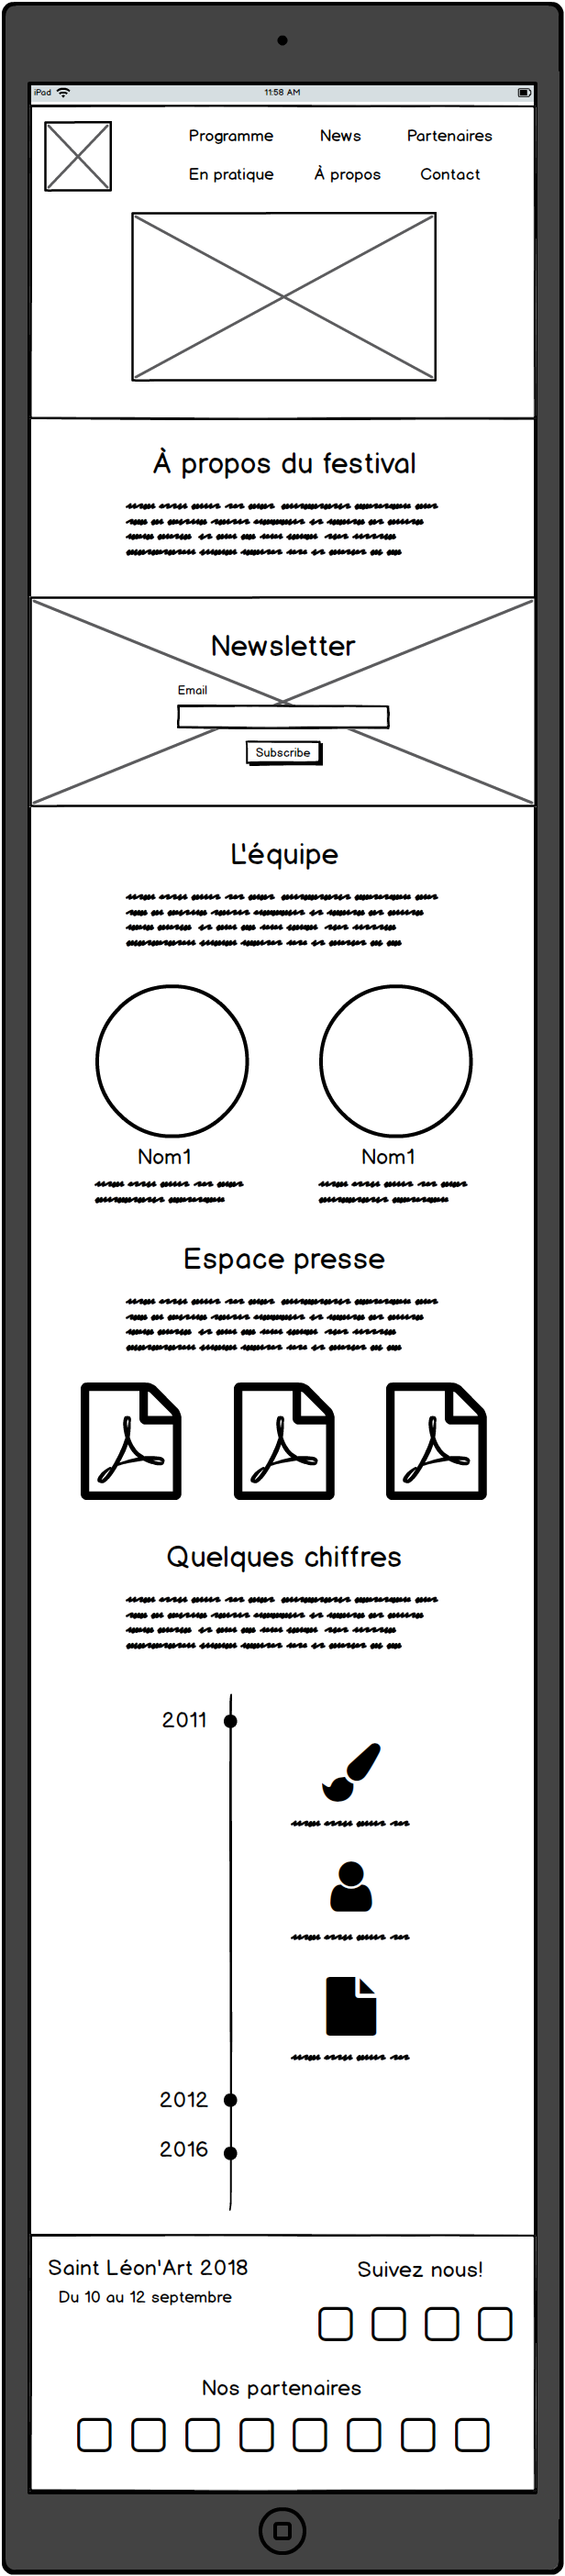 iPad 11:58 AM
Programme News Partenaires
En pratique À propos Contact
À propos du festival
Newsletter
Email
Subscribe
L'équipe
Nom1 Nom1
Espace presse
Quelques chiffres
2011
2012
2016
Saint Léon'Art 2018 Suivez nous!
Du 10 au 12 septembre
Nos partenaires